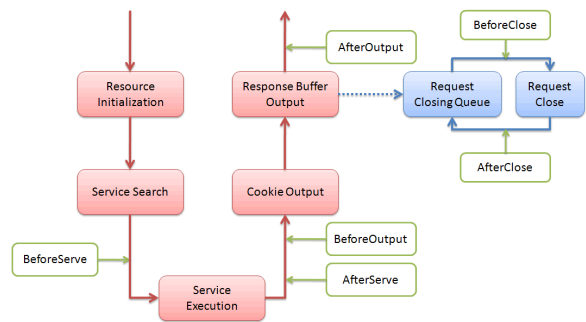 BeforeClose
AfterOutput
Resource
Initialization
Response Buffer
Output
Request
Closing Queue
Request
Close
AfterClose
Service Search
Cookie Output
BeforeServe
BeforeOutput
AfterServe
Service
Execution